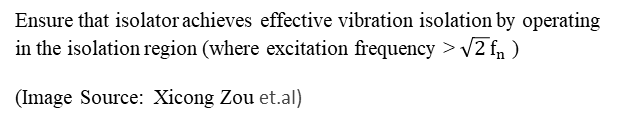 Ensure that isolator achieves effective vibration isolation by operating
in the isolation region (where excitation frequency > √2 fₙ )
(Image Source: Xicong Zou et.al)